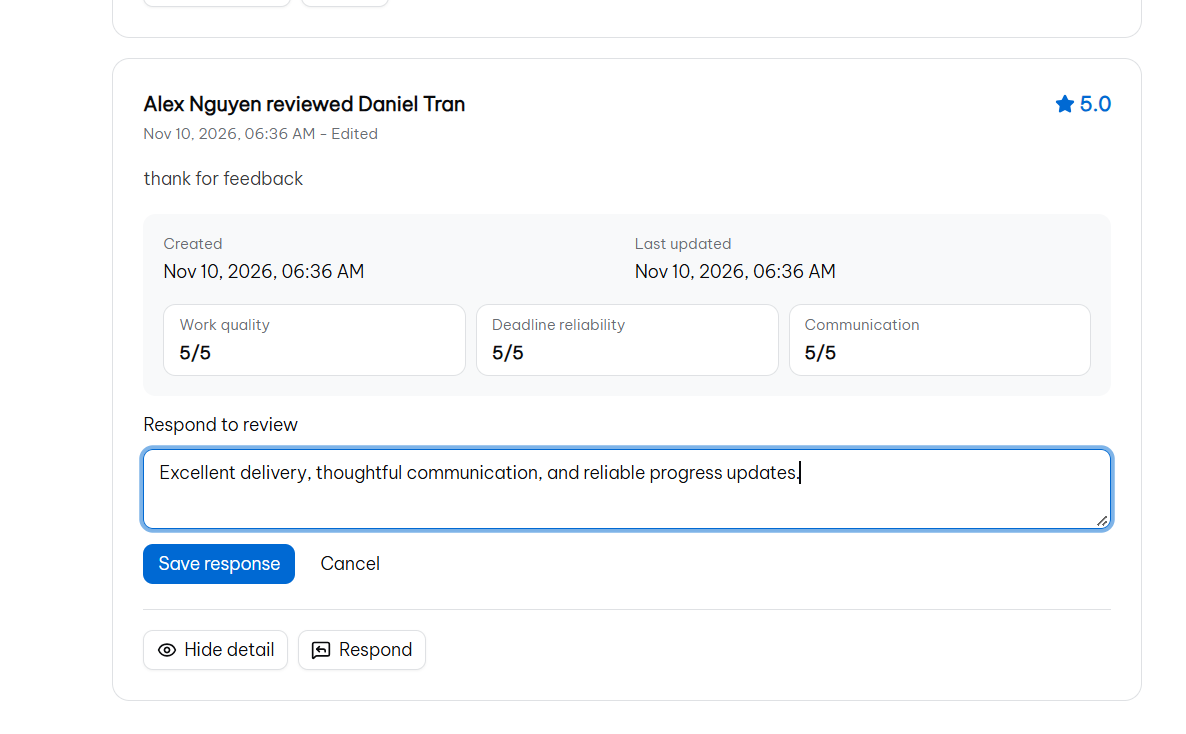 Alex Nguyen reviewed Daniel Tran
5.0
Nov 10, 2026, 06:36 AM - Edited
thank for feedback
Created
Last updated
Nov 10, 2026, 06:36 AM
Nov 10, 2026, 06:36 AM
Work quality
Deadline reliability
Communication
5/5
5/5
5/5
Respond to review
Excellent delivery, thoughtful communication, and reliable progress updates.
Save response
Cancel
Hide detail
Respond